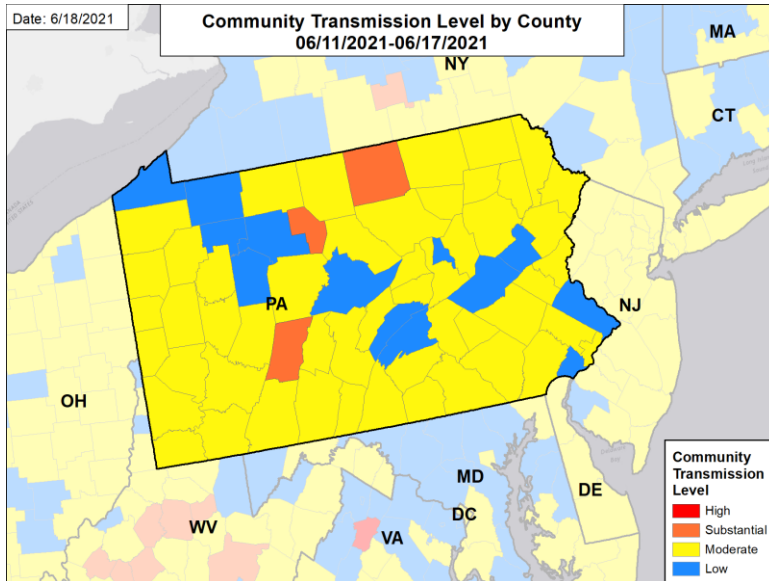 Date: 6/18/2021
Community Transmission Level by County
06/11/2021-06/17/2021
MA
NY
CT
PA
NJ
OH
MD
DE
WV
DC
VA
Community
Transmission
Level
High
Substantial
Moderate
Low